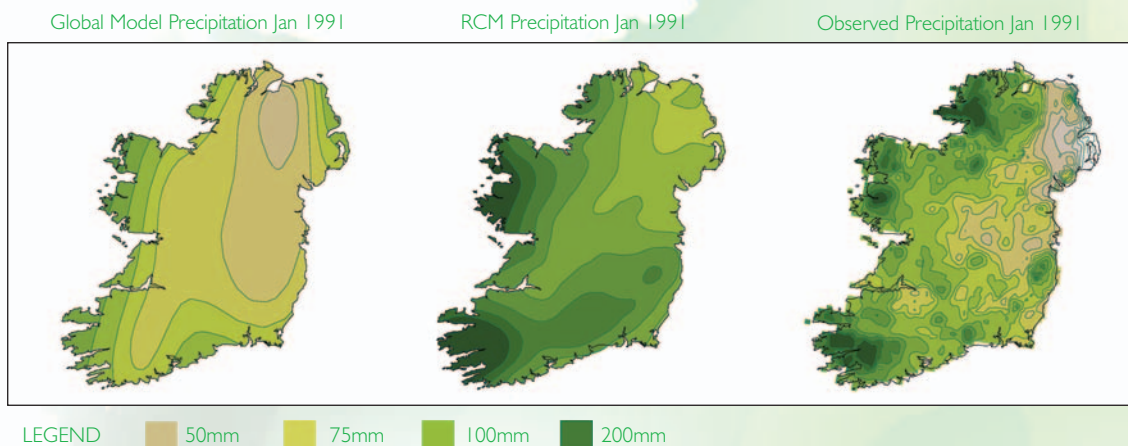 Global Model Precipitation Jan 1991 RCM Precipitation Jan 1991 Observed Precipitation Jan 1991
LEGEND 50mm 75mm 100mm 200mm